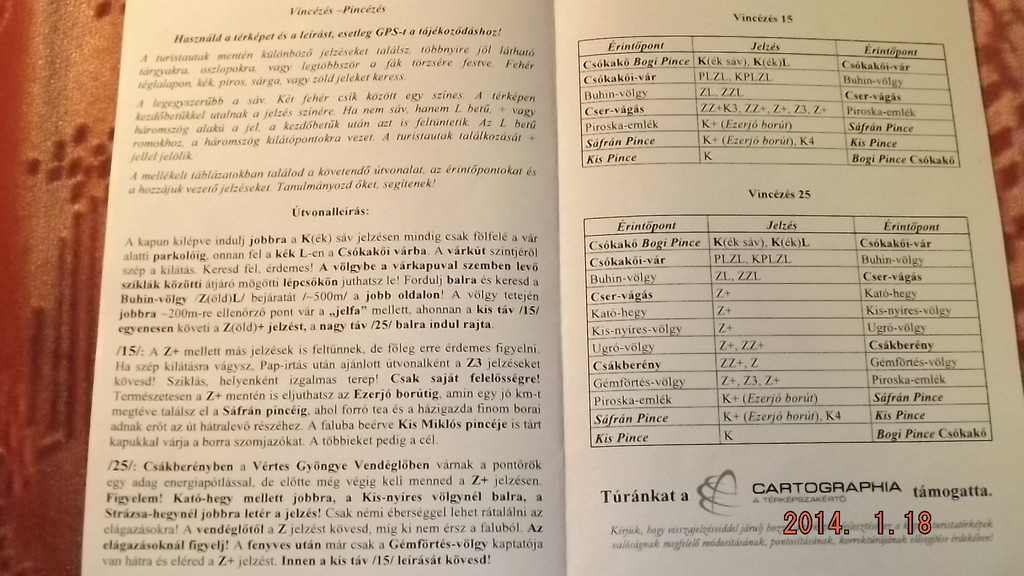 Vincézés –Pincézés
Használd a térképet és a leírást, esetleg GPS-t a tájékozódáshoz!
A turistautak mentén különböző jelzéseket találsz, többnyire jól látható
tárgyakra, oszlopokra, vagy legtöbbször a fák törzsére festve. Fehér
téglalapon, kék, piros, sárga, vagy zöld jeleket keress.
A legegyszerűbb a sáv. Két fehér csík között egy színes. A térképen
kezdőbetűkkel utalnak a jelzés színére. Ha nem sáv, hanem L betű, + vagy
háromszög alakú a jel, a kezdőbetűk után azt is feltüntetik. Az L betű
romokhoz, a háromszög kilátópontokra vezet. A turistautak találkozását +
jellel jelölik.
A mellékelt táblázatokban találod a követendő útvonalat, az érintőpontokat és
a hozzájuk vezető jelzéseket. Tanulmányozd őket, segítenek!
Útvonalleírás:
A kapun kilépve indulj jobbra a K(ék) sáv jelzésen mindig csak fölfelé a vár
alatti parkolóig, onnan fel a kék L-en a Csókakői várba. A várkút szintjéről
szép a kilátás. Keresd fel, érdemes! A völgybe a várkapuval szemben levő
sziklák közötti átjáró mögötti lépcsőkön juthatsz le! Fordulj balra és keresd a
Buhin-völgy /Z(öld)L/ bejáratát /~500m/ a jobb oldalon! A völgy tetején
jobbra ~200m-re ellenőrző pont vár a „jelfa” mellett, ahonnan a kis táv /15/
egyenesen követi a Z(öld)+ jelzést, a nagy táv /25/ balra indul rajta.
/15/: A Z+ mellett más jelzések is feltűnnek, de főleg erre érdemes figyelni.
Ha szép kilátásra vágysz, Pap-irtás után ajánlott útvonalként a Z3 jelzéseket
kövesd! Sziklás, helyenként izgalmas terep! Csak saját felelősségre!
Természetesen a Z+ mentén is eljuthatsz az Ezerjó borútig, amin egy jó km-t
megtéve találsz el a Sáfrán pincéig, ahol forró tea és a házigazda finom borai
adnak erőt az út hátralevő részéhez. A faluba beérve Kis Miklós pincéje is tárt
kapukkal várja a borra szomjazókat. A többieket pedig a cél.
/25/: Csákberényben a Vértes Gyöngye Vendéglőben várnak a pontőrök
egy adag energiapótlással, de előtte még végig kell menned a Z+ jelzésen.
Figyelem! Kató-hegy mellett jobbra, a Kis-nyíres völgynél balra, a
Strázsa-hegynél jobbra letér a jelzés! Csak némi éberséggel lehet rátalálni az
elágazásokra! A vendéglőtől a Z jelzést kövesd, míg ki nem érsz a faluból. Az
elágazásoknál figyelj! A fenyves után már csak a Gémförtés-völgy kaptatója
van hátra és eléred a Z+ jelzést. Innen a kis táv /15/ leírását kövesd!
Vincézés 15
Érintőpont Jelzés Érintőpont
Csókakő Bogi Pince K(ék sáv), K(ék)L Csókakői-vár
Csókakői-vár PLZL, KPLZL Buhin-völgy
Buhin-völgy ZL, ZZL Cser-vágás
Cser-vágás ZZ+K3, ZZ+, Z+, Z3, Z+ Piroska-emlék
Piroska-emlék K+ (Ezerjó borút) Sáfrán Pince
Sáfrán Pince K+ (Ezerjó borút), K4 Kis Pince
Kis Pince K Bogi Pince Csókakő
Vincézés 25
Érintőpont Jelzés Érintőpont
Csókakő Bogi Pince K(ék sáv), K(ék)L Csókakői-vár
Csókakői-vár PLZL, KPLZL Buhin-völgy
Buhin-völgy ZL, ZZL Cser-vágás
Cser-vágás Z+ Kató-hegy
Kató-hegy Z+ Kis-nyíres-völgy
Kis-nyíres-völgy Z+ Ugró-völgy
Ugró-völgy Z+, ZZ+ Csákberény
Csákberény ZZ+, Z Gémförtés-völgy
Gémförtés-völgy Z+, Z3, Z+ Piroska-emlék
Piroska-emlék K+ (Ezerjó borút) Sáfrán Pince
Sáfrán Pince K+ (Ezerjó borút), K4 Kis Pince
Kis Pince K Bogi Pince Csókakő
Túránkat a CARTOGRAPHIA támogatta.
A TÉRKÉPSZAKÉRTŐ
2014. 1.18
Kérjük, hogy visszajelzéseiddel járulj turistatérképek
valóságnak megfelelő módosításának, pontosításának, korrektúrájának elősegítése érdekében!